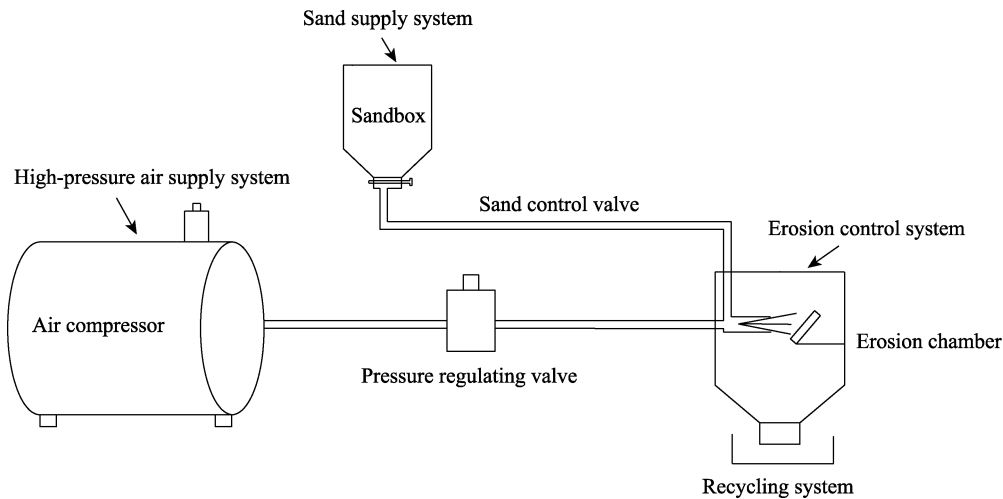 Sand supply system
Sandbox
High-pressure air supply system
Sand control valve
Erosion control system
Air compressor
Erosion chamber
Pressure regulating valve
Recycling system